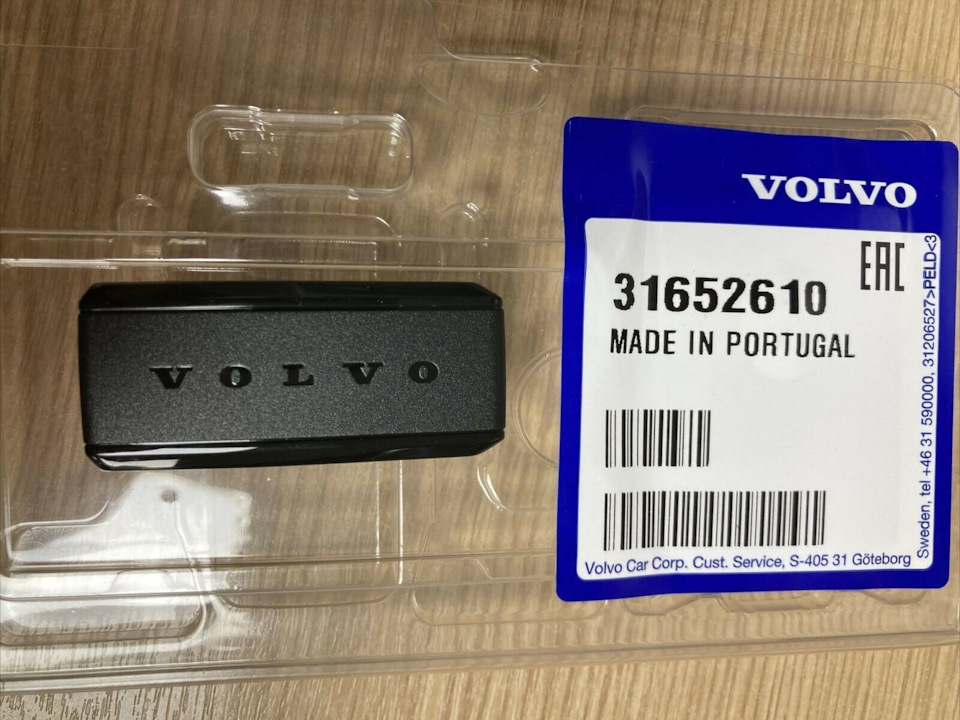 VOLVO
VOLVO
EAC
31652610
MADE IN PORTUGAL
Volvo Car Corp. Cust. Service, S-405 31 Göteborg
Sweden, tel +46 31 590000, 31206527>PELD<3